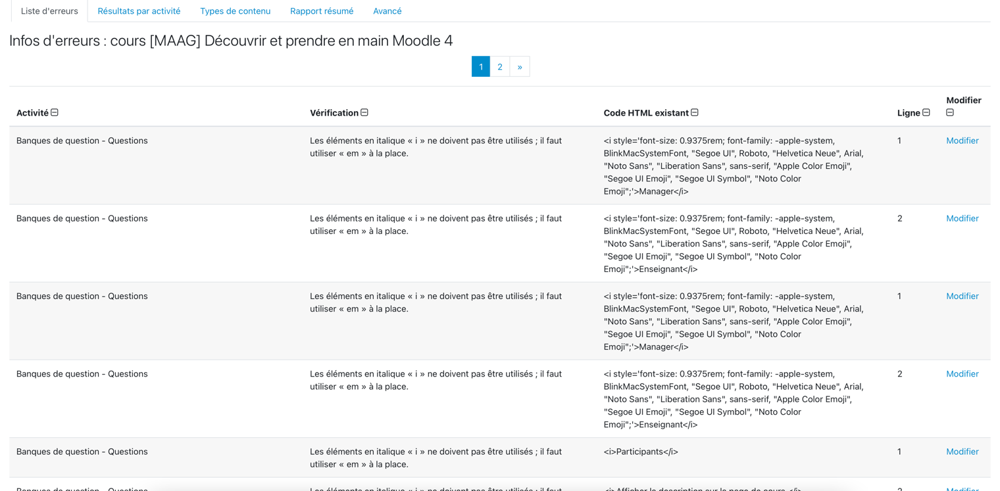 Liste d'erreurs Résultats par activité Types de contenu Rapport résumé Avancé
Infos d'erreurs : cours [MAAG] Découvrir et prendre en main Moodle 4
1 2 »
Activité Vérification Code HTML existant Ligne Modifier
Banques de question - Questions Les éléments en italique « i » ne doivent pas être utilisés ; il faut <i style='font-size: 0.9375rem; font-family: -apple-system, 1 Modifier
utiliser « em » à la place. BlinkMacSystemFont, "Segoe UI", Roboto, "Helvetica Neue", Arial,
"Noto Sans", "Liberation Sans", sans-serif, "Apple Color Emoji",
"Segoe UI Emoji", "Segoe UI Symbol", "Noto Color
Emoji";'>Manager</i>
Banques de question - Questions Les éléments en italique « i » ne doivent pas être utilisés ; il faut <i style='font-size: 0.9375rem; font-family: -apple-system, 2 Modifier
utiliser « em » à la place. BlinkMacSystemFont, "Segoe UI", Roboto, "Helvetica Neue", Arial,
"Noto Sans", "Liberation Sans", sans-serif, "Apple Color Emoji",
"Segoe UI Emoji", "Segoe UI Symbol", "Noto Color
Emoji";'>Enseignant</i>
Banques de question - Questions Les éléments en italique « i » ne doivent pas être utilisés ; il faut <i style='font-size: 0.9375rem; font-family: -apple-system, 1 Modifier
utiliser « em » à la place. BlinkMacSystemFont, "Segoe UI", Roboto, "Helvetica Neue", Arial,
"Noto Sans", "Liberation Sans", sans-serif, "Apple Color Emoji",
"Segoe UI Emoji", "Segoe UI Symbol", "Noto Color
Emoji";'>Manager</i>
Banques de question - Questions Les éléments en italique « i » ne doivent pas être utilisés ; il faut <i style='font-size: 0.9375rem; font-family: -apple-system, 2 Modifier
utiliser « em » à la place. BlinkMacSystemFont, "Segoe UI", Roboto, "Helvetica Neue", Arial,
"Noto Sans", "Liberation Sans", sans-serif, "Apple Color Emoji",
"Segoe UI Emoji", "Segoe UI Symbol", "Noto Color
Emoji";'>Enseignant</i>
Banques de question - Questions Les éléments en italique « i » ne doivent pas être utilisés ; il faut <i>Participants</i> 1 Modifier
utiliser « em » à la place.
Banques de question - Questions Les éléments en italique « i » ne doivent pas être utilisés ; il faut <i>Afficher la description sur la page de cours </i> 2 Modifier